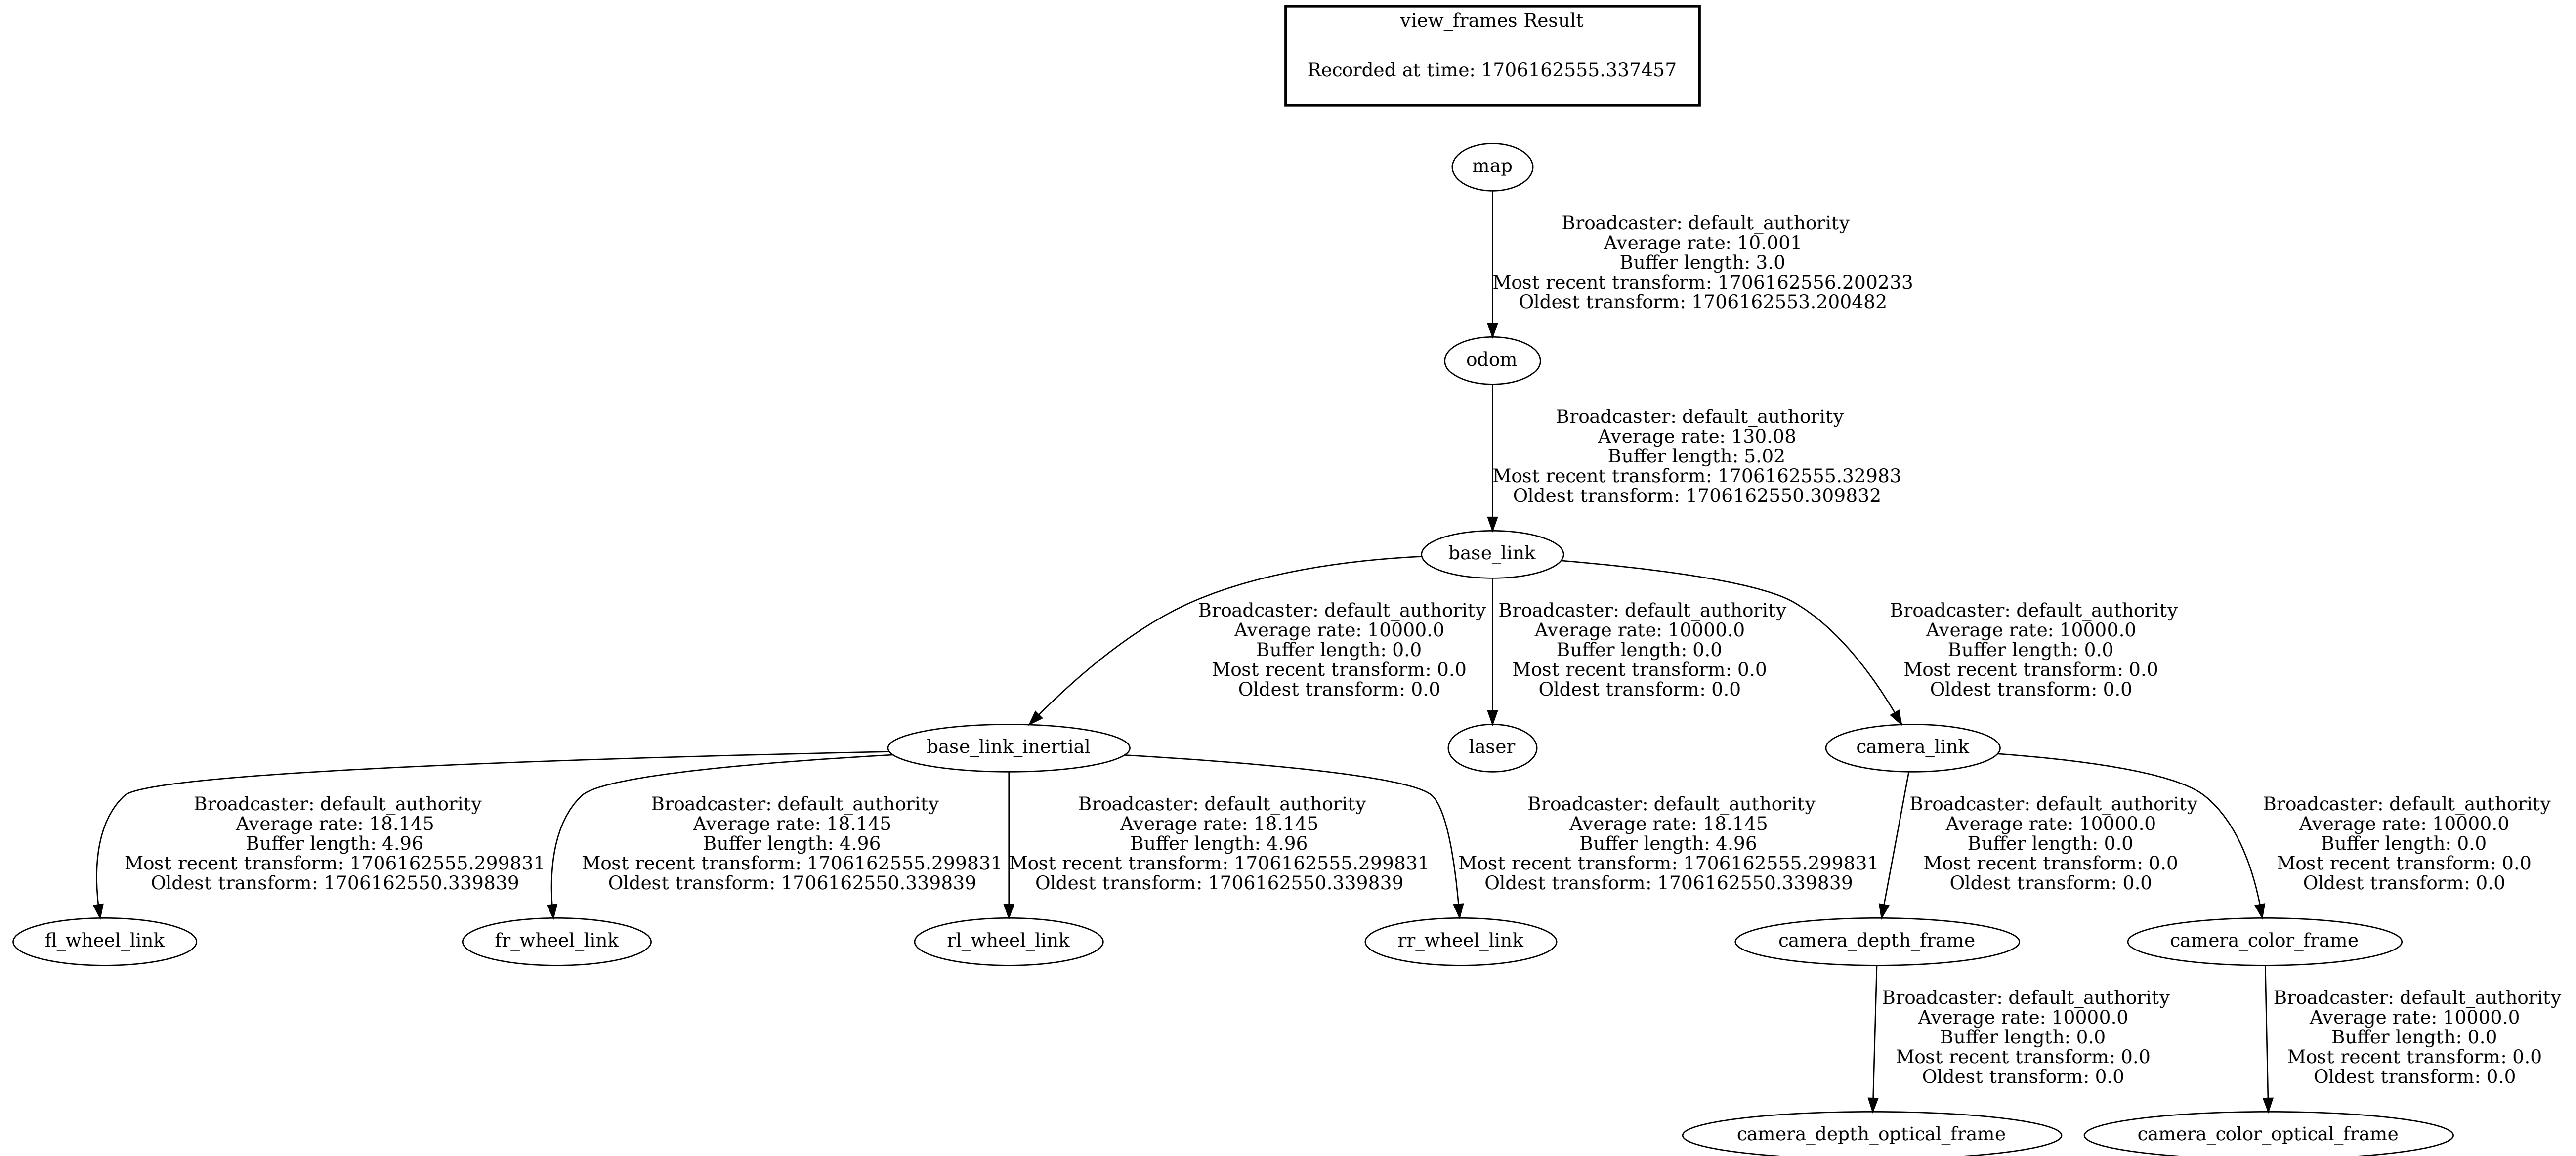 view_frames Result
Recorded at time: 1706162555.337457
map
Broadcaster: default_authority
Average rate: 10.001
Buffer length: 3.0
Most recent transform: 1706162556.200233
Oldest transform: 1706162553.200482
odom
Broadcaster: default_authority
Average rate: 130.08
Buffer length: 5.02
Most recent transform: 1706162555.32983
Oldest transform: 1706162550.309832
base_link
Broadcaster: default_authority
Average rate: 10000.0
Buffer length: 0.0
Most recent transform: 0.0
Oldest transform: 0.0
Broadcaster: default_authority
Average rate: 10000.0
Buffer length: 0.0
Most recent transform: 0.0
Oldest transform: 0.0
Broadcaster: default_authority
Average rate: 10000.0
Buffer length: 0.0
Most recent transform: 0.0
Oldest transform: 0.0
base_link_inertial
laser
camera_link
Broadcaster: default_authority
Average rate: 18.145
Buffer length: 4.96
Most recent transform: 1706162555.299831
Oldest transform: 1706162550.339839
Broadcaster: default_authority
Average rate: 18.145
Buffer length: 4.96
Most recent transform: 1706162555.299831
Oldest transform: 1706162550.339839
Broadcaster: default_authority
Average rate: 18.145
Buffer length: 4.96
Most recent transform: 1706162555.299831
Oldest transform: 1706162550.339839
Broadcaster: default_authority
Average rate: 18.145
Buffer length: 4.96
Most recent transform: 1706162555.299831
Oldest transform: 1706162550.339839
Broadcaster: default_authority
Average rate: 10000.0
Buffer length: 0.0
Most recent transform: 0.0
Oldest transform: 0.0
Broadcaster: default_authority
Average rate: 10000.0
Buffer length: 0.0
Most recent transform: 0.0
Oldest transform: 0.0
fl_wheel_link
fr_wheel_link
rl_wheel_link
rr_wheel_link
camera_depth_frame
camera_color_frame
Broadcaster: default_authority
Average rate: 10000.0
Buffer length: 0.0
Most recent transform: 0.0
Oldest transform: 0.0
Broadcaster: default_authority
Average rate: 10000.0
Buffer length: 0.0
Most recent transform: 0.0
Oldest transform: 0.0
camera_depth_optical_frame
camera_color_optical_frame